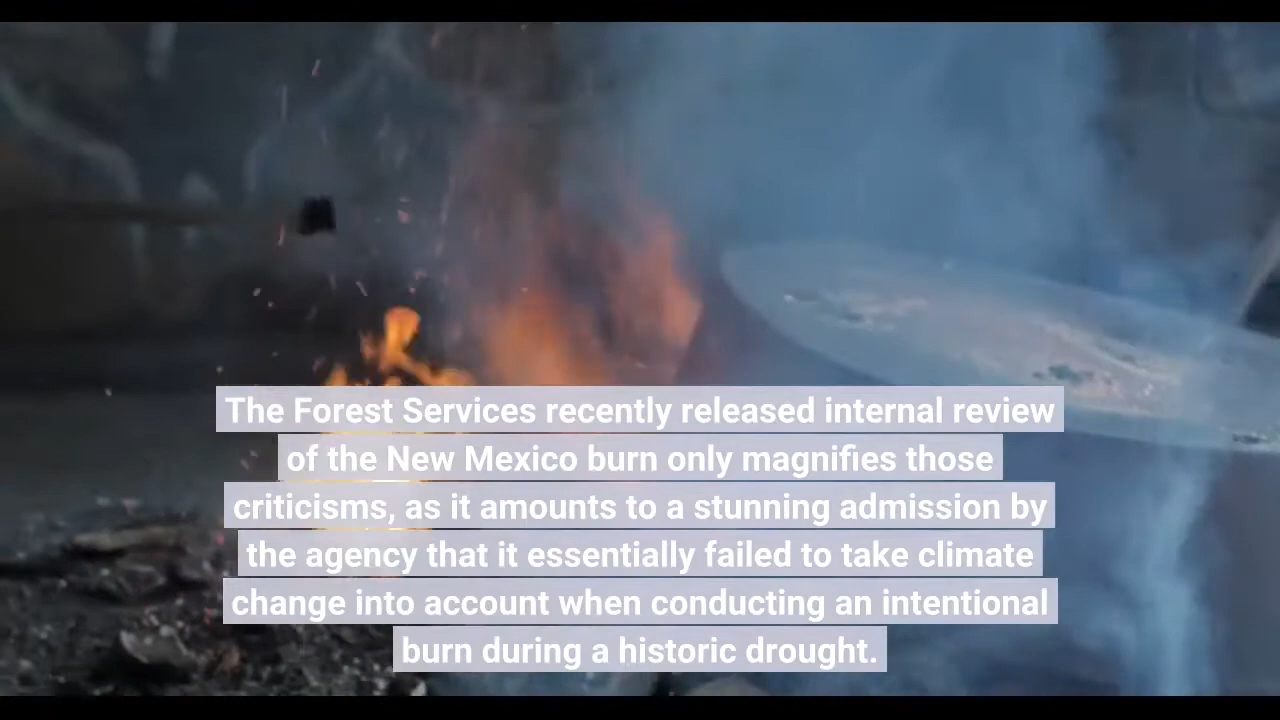 The Forest Services recently released internal review
of the New Mexico burn only magnifies those
criticisms, as it amounts to a stunning admission by
the agency that it essentially failed to take climate
change into account when conducting an intentional
burn during a historic drought.